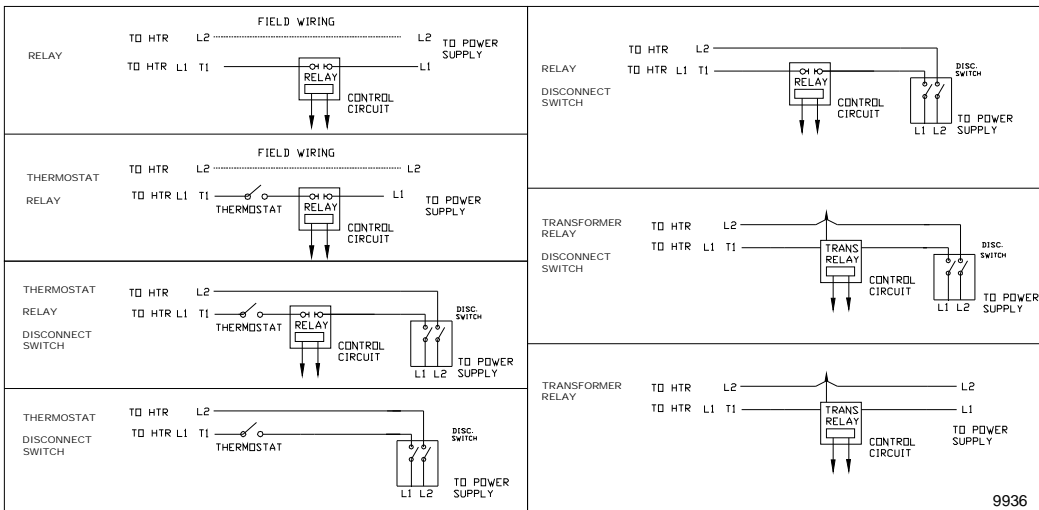 RELAY
FIELD WIRING
TO HTR L2 L2 TO POWER SUPPLY
TO HTR L1 T1 L1
RELAY
CONTROL
CIRCUIT
THERMOSTAT
RELAY
FIELD WIRING
TO HTR L2 L2
TO HTR L1 T1 L1 TO POWER SUPPLY
THERMOSTAT RELAY
CONTROL
CIRCUIT
THERMOSTAT
RELAY
DISCONNECT
SWITCH
TO HTR L2
TO HTR L1 T1
THERMOSTAT RELAY
DISC.
SWITCH
CONTROL
CIRCUIT
L1 L2
TO POWER
SUPPLY
THERMOSTAT
DISCONNECT
SWITCH
TO HTR L2
TO HTR L1 T1
THERMOSTAT
DISC.
SWITCH
L1 L2
TO POWER
SUPPLY
RELAY
DISCONNECT
SWITCH
TO HTR L2
TO HTR L1 T1
RELAY
DISC.
SWITCH
CONTROL
CIRCUIT
L1 L2
TO POWER
SUPPLY
TRANSFORMER
RELAY
DISCONNECT
SWITCH
TO HTR L2
TO HTR L1 T1
TRANS
RELAY
DISC.
SWITCH
CONTROL
CIRCUIT
L1 L2
TO POWER
SUPPLY
TRANSFORMER
RELAY
TO HTR L2 L2
TO HTR L1 T1 L1
TRANS
RELAY
TO POWER
SUPPLY
CONTROL
CIRCUIT
9936